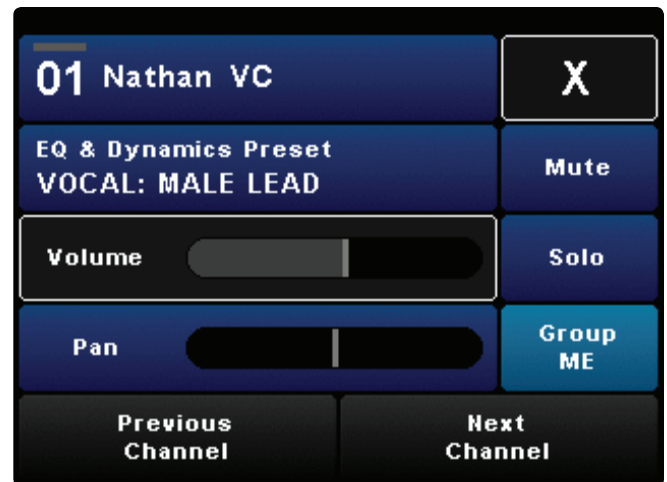 01 Nathan VC
X
EQ & Dynamics Preset
VOCAL: MALE LEAD
Mute
Volume
Solo
Pan
Group
ME
Previous
Channel
Next
Channel